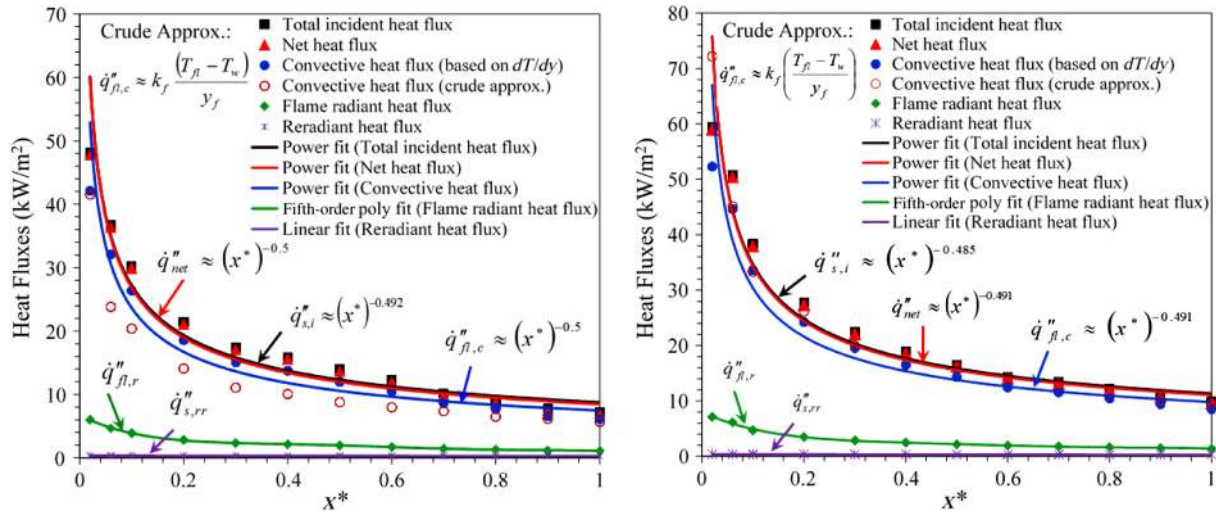 Crude Approx.:
q̇″fl,c ≈ kf (Tfl − Tw) / yf
Total incident heat flux
Net heat flux
Convective heat flux (based on dT/dy)
Convective heat flux (crude approx.)
Flame radiant heat flux
Reradiant heat flux
Power fit (Total incident heat flux)
Power fit (Net heat flux)
Power fit (Convective heat flux)
Fifth-order poly fit (Flame radiant heat flux)
Linear fit (Reradiant heat flux)
q̇″net ≈ (x*)^−0.5
q̇″s,i ≈ (x*)^−0.492
q̇″fl,c ≈ (x*)^−0.5
q̇″fl,r
q̇″s,rr
Heat Fluxes (kW/m²)
70
60
50
40
30
20
10
0
0 0.2 0.4 0.6 0.8 1
x*
Crude Approx.:
q̇″fl,c ≈ kf ((Tfl − Tw) / yf)
Total incident heat flux
Net heat flux
Convective heat flux (based on dT/dy)
Convective heat flux (crude approx.)
Flame radiant heat flux
Reradiant heat flux
Power fit (Total incident heat flux)
Power fit (Net heat flux)
Power fit (Convective heat flux)
Fifth-order poly fit (Flame radiant heat flux)
Linear fit (Reradiant heat flux)
q̇″s,i ≈ (x*)^−0.485
q̇″net ≈ (x*)^−0.491
q̇″fl,c ≈ (x*)^−0.491
q̇″fl,r
q̇″s,rr
Heat Fluxes (kW/m²)
80
70
60
50
40
30
20
10
0
0 0.2 0.4 0.6 0.8 1
x*